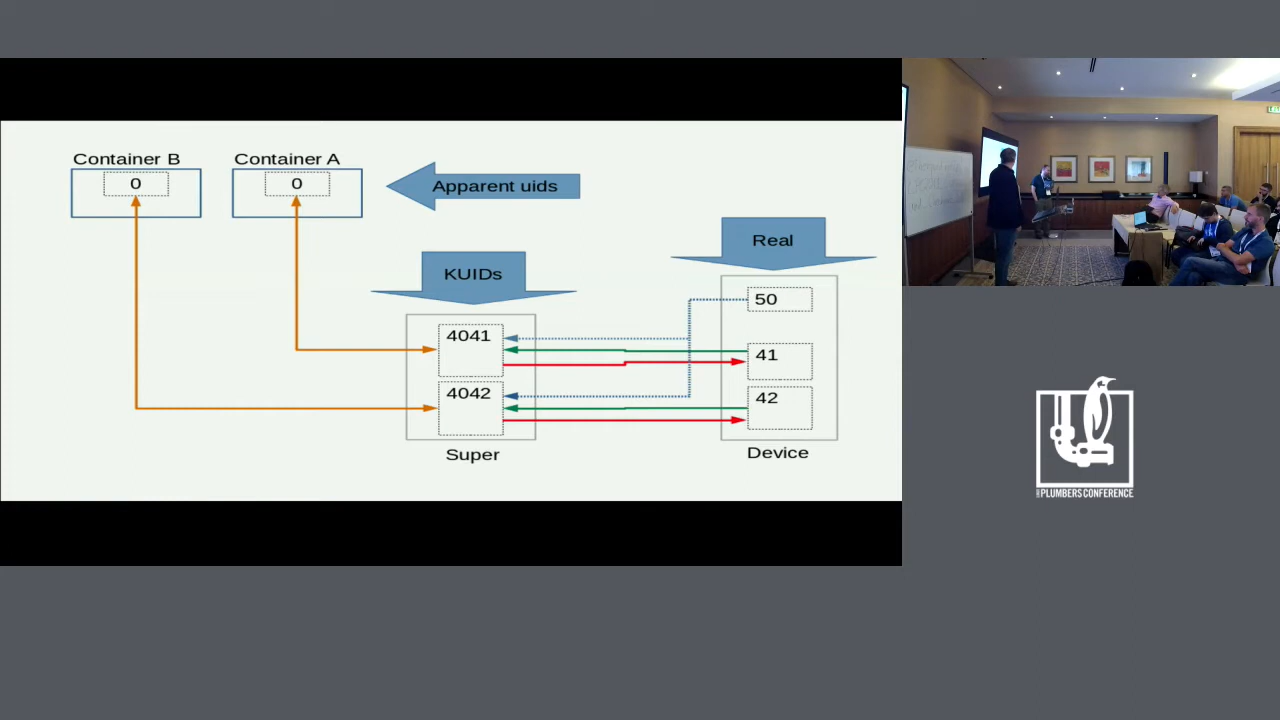 Container B
Container A
0
0
Apparent uids
Real
KUIDs
50
4041
41
4042
42
Super
Device
PLUMBERS CONFERENCE